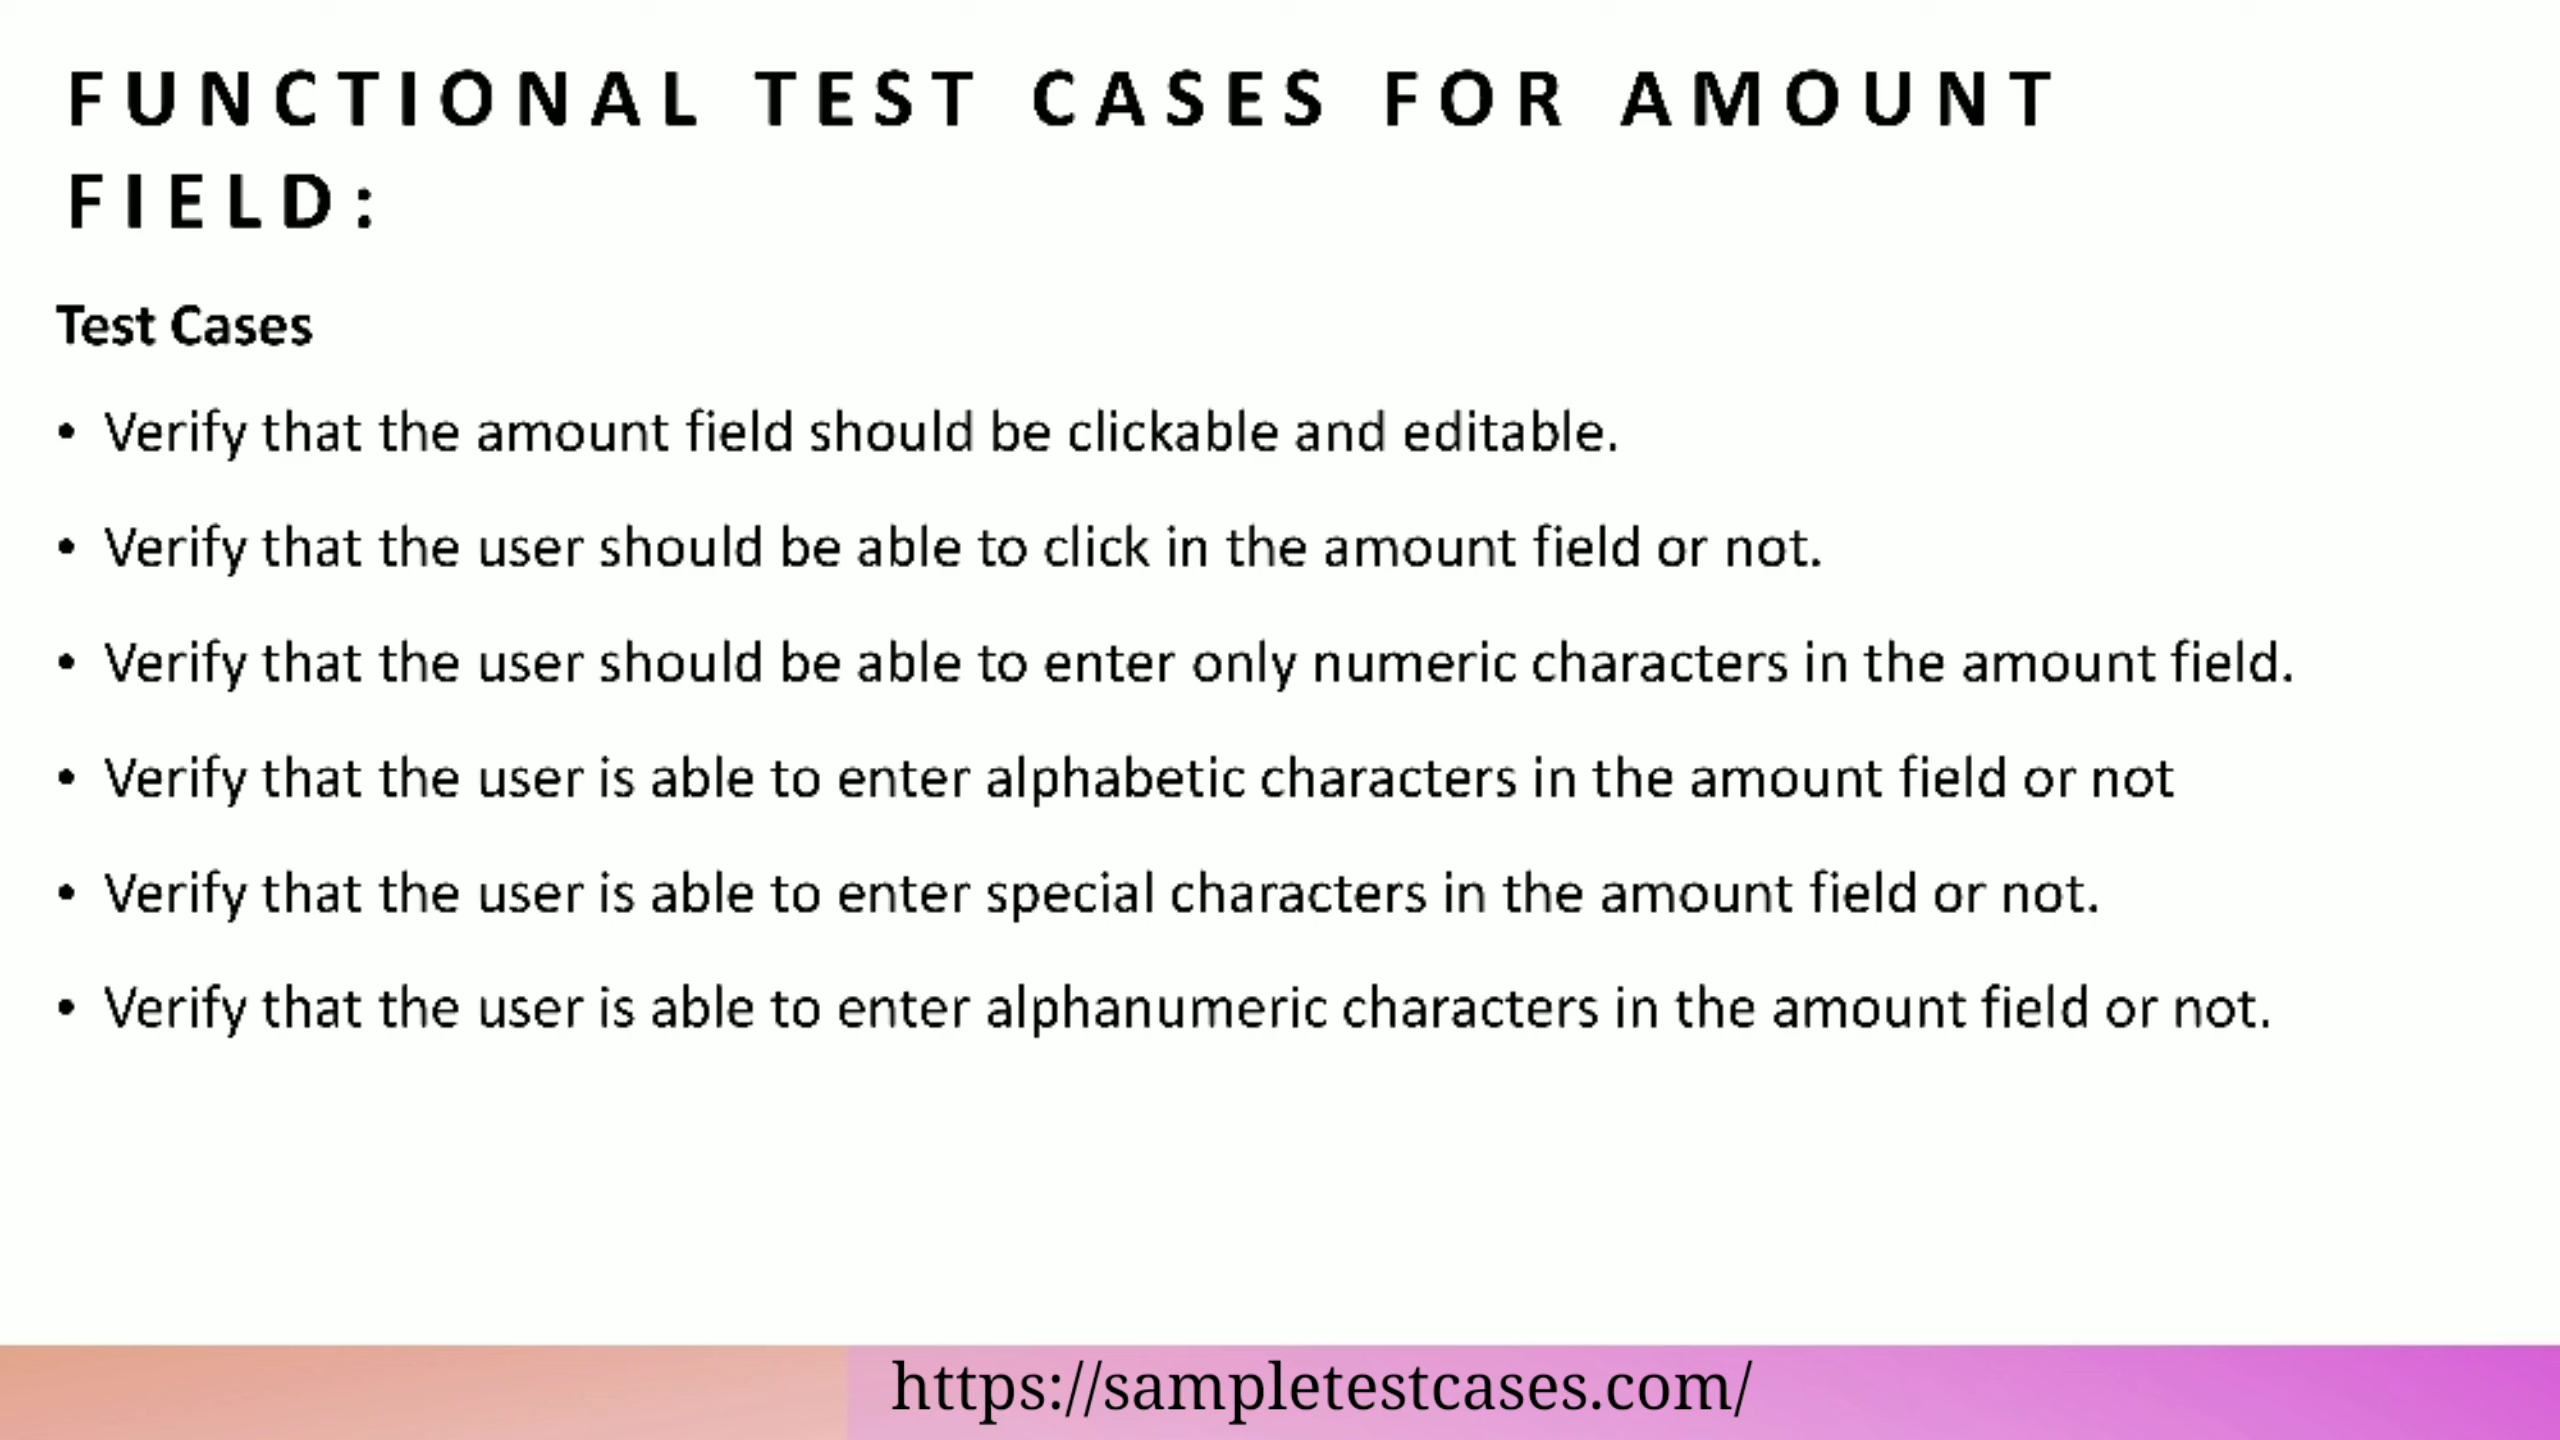 FUNCTIONAL TEST CASES FOR AMOUNT
FIELD:
Test Cases
• Verify that the amount field should be clickable and editable.
• Verify that the user should be able to click in the amount field or not.
• Verify that the user should be able to enter only numeric characters in the amount field.
• Verify that the user is able to enter alphabetic characters in the amount field or not
• Verify that the user is able to enter special characters in the amount field or not.
• Verify that the user is able to enter alphanumeric characters in the amount field or not.
https://sampletestcases.com/